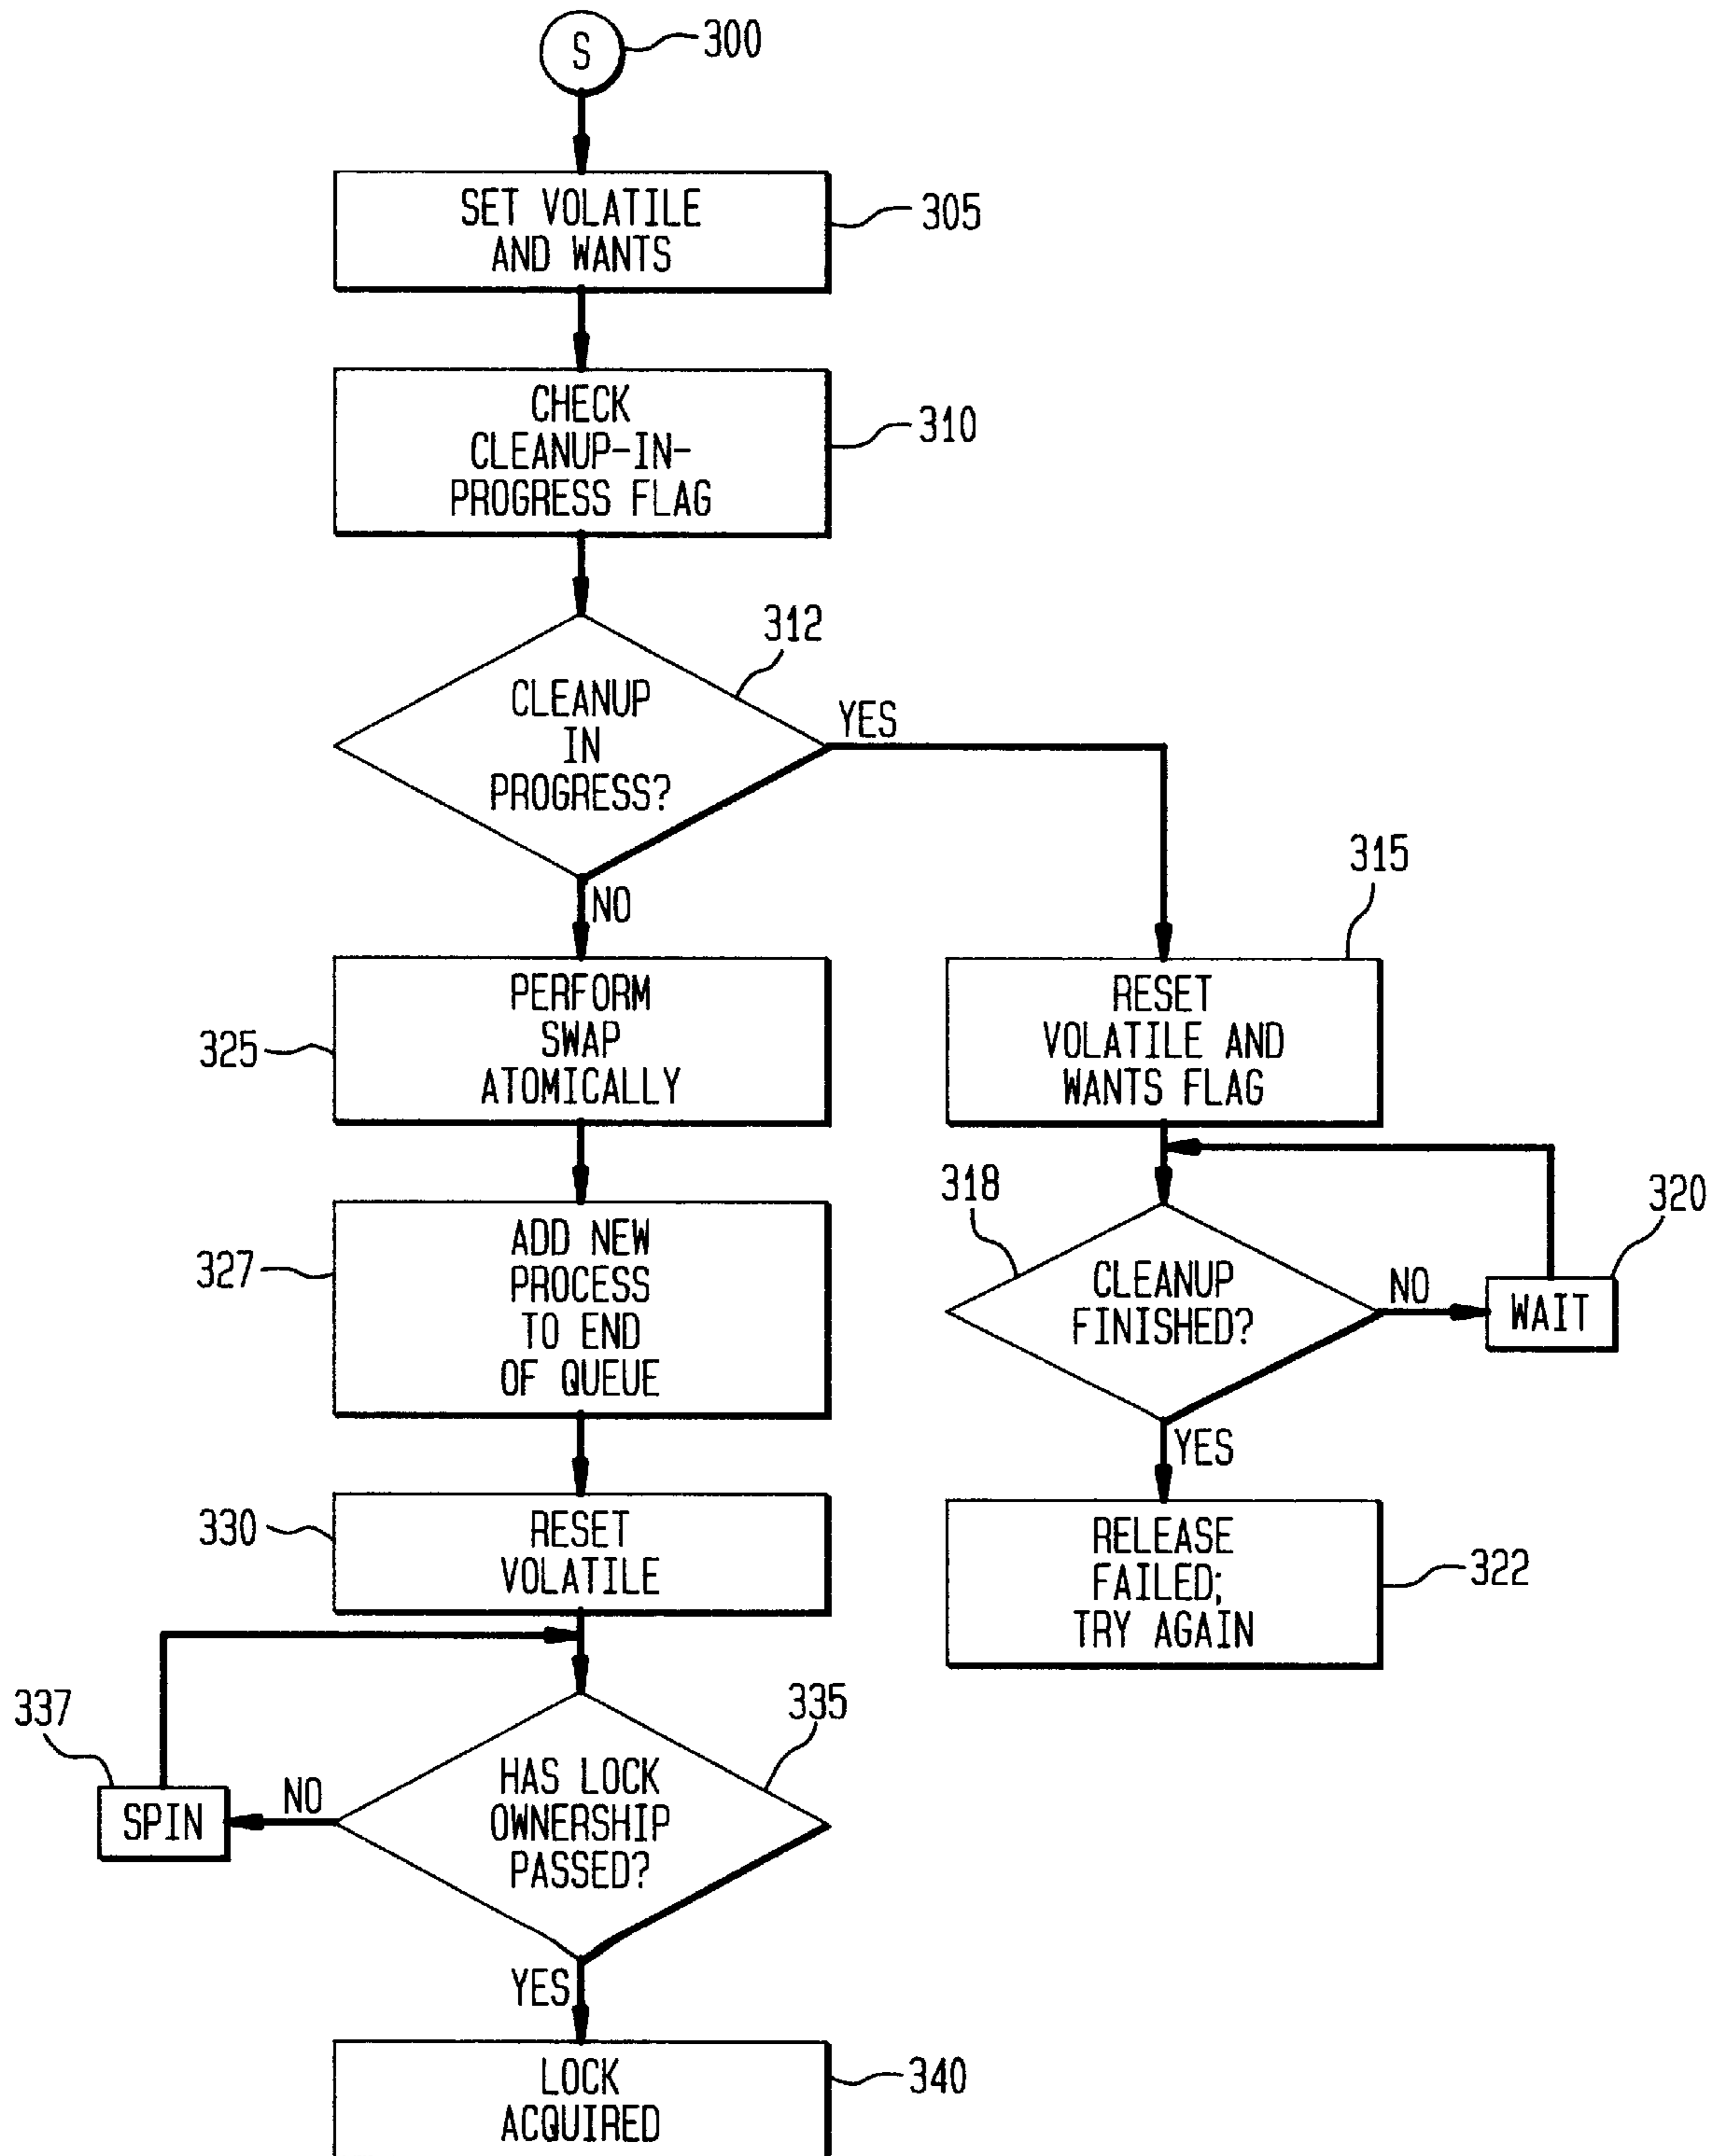 S
300
SET VOLATILE
AND WANTS
305
CHECK
CLEANUP-IN-
PROGRESS FLAG
310
312
CLEANUP
IN
PROGRESS?
YES
NO
315
RESET
VOLATILE AND
WANTS FLAG
325
PERFORM
SWAP
ATOMICALLY
318
CLEANUP
FINISHED?
NO
320
WAIT
YES
327
ADD NEW
PROCESS
TO END
OF QUEUE
322
RELEASE
FAILED;
TRY AGAIN
330
RESET
VOLATILE
335
HAS LOCK
OWNERSHIP
PASSED?
337
NO
SPIN
YES
LOCK
ACQUIRED
340